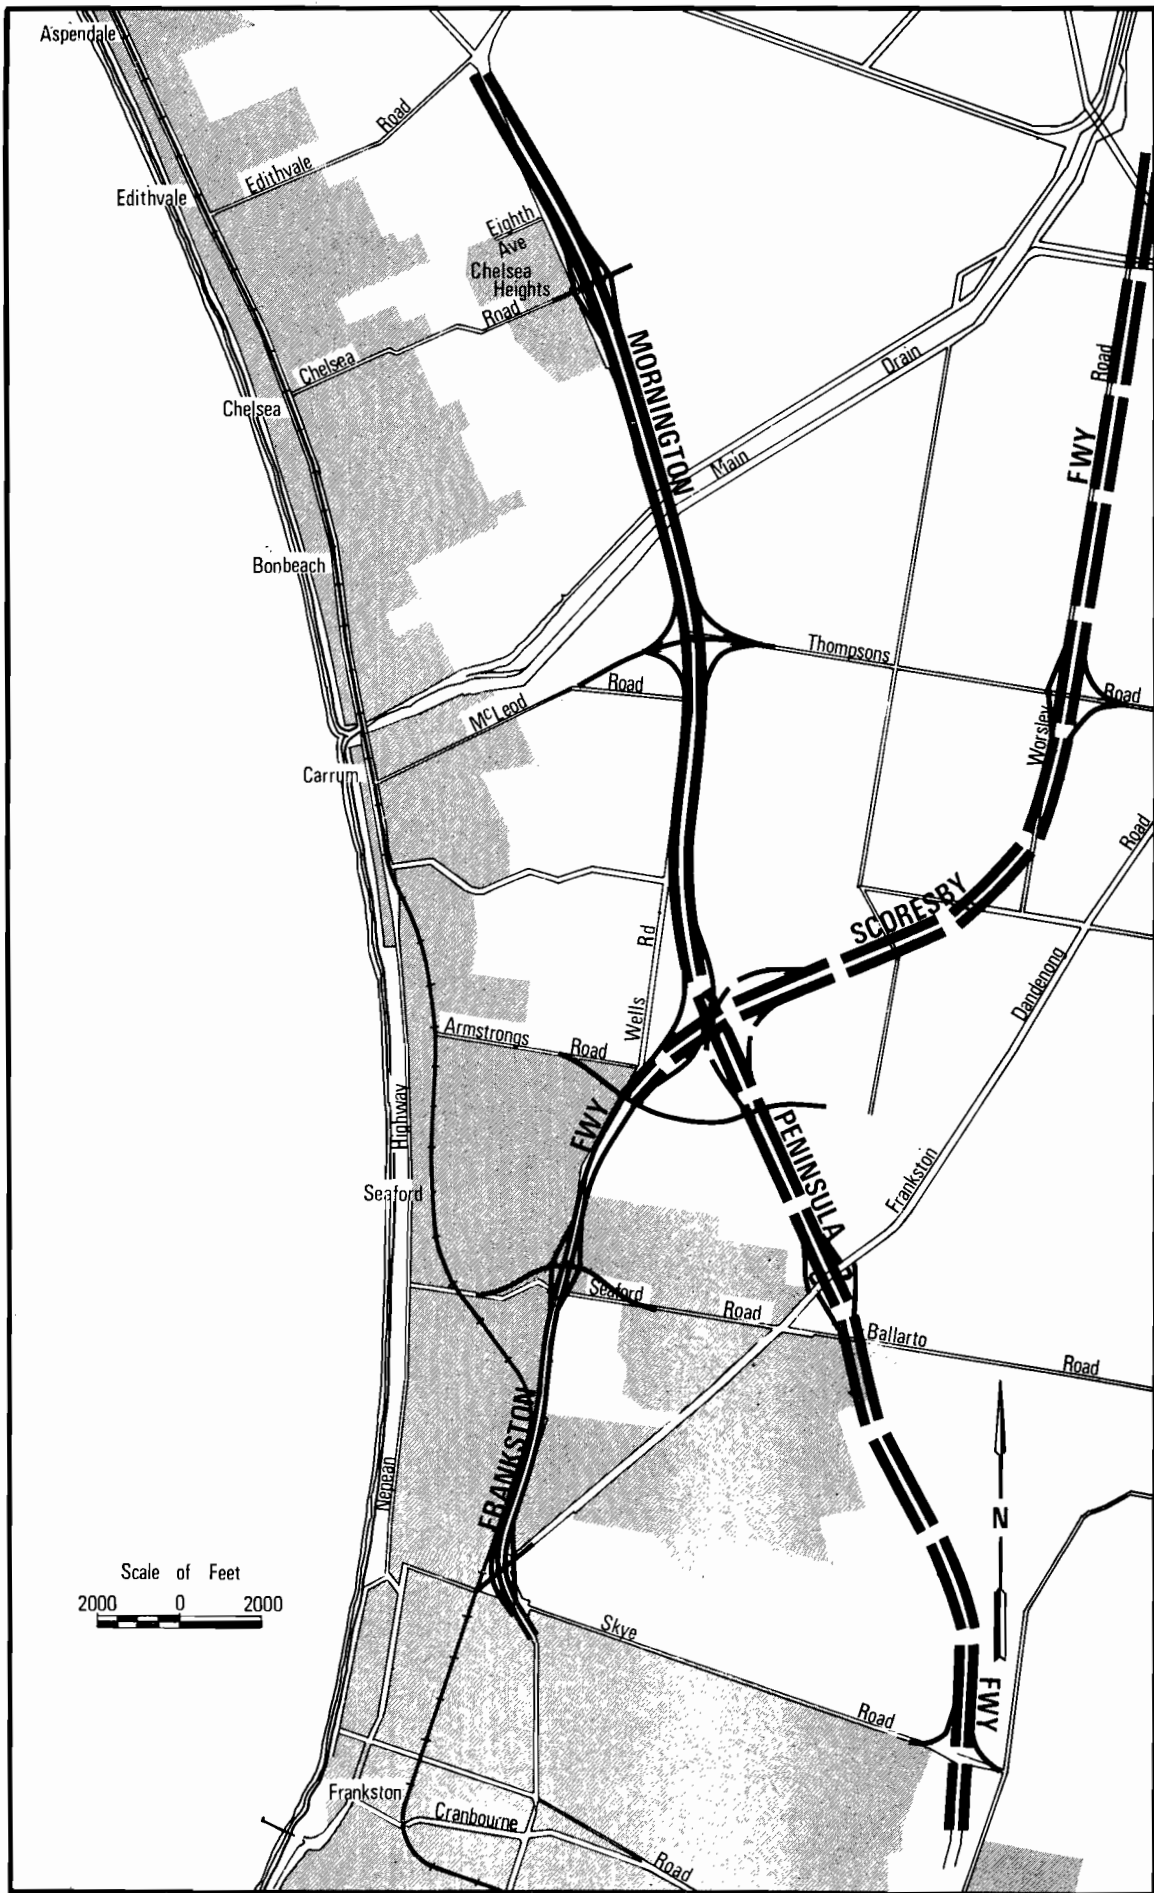 Aspendale
Edithvale Road
Edithvale
Eighth
Ave
Chelsea
Heights
Chelsea Road
MORNINGTON
Main Drain
Road
FWY
Chelsea
Bonbeach
Thompsons Road
McLeod Road
Worsley
Carrum
Road
SCORESBY
Wells Rd
Dandenong
Armstrongs Road
FWY
PENINSULA
Highway
Frankston
Seaford
Seaford Road
Ballarto Road
FRANKSTON
Nepean
N
Scale of Feet
2000 0 2000
Skye Road
FWY
Frankston
Cranbourne Road